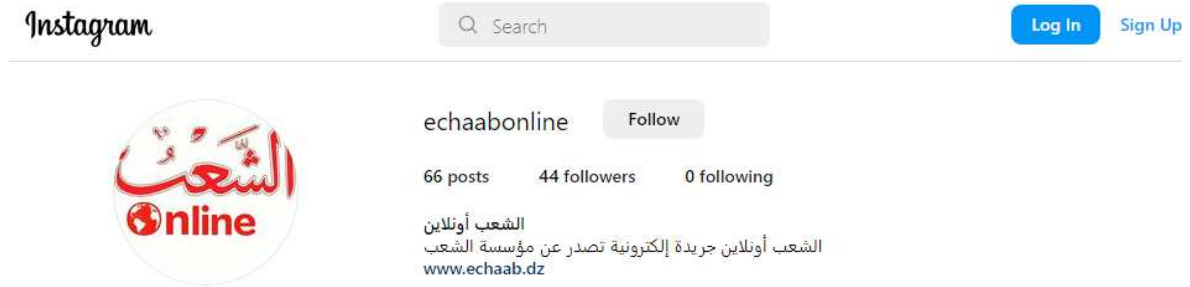 Instagram
Search
Log In
Sign Up
الشَّعْبُ
Online
echaabonline
Follow
66 posts
44 followers
0 following
الشعب أونلاين
الشعب أونلاين جريدة إلكترونية تصدر عن مؤسسة الشعب
www.echaab.dz